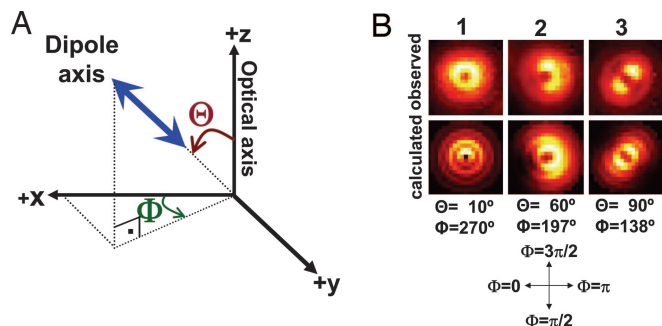 A
Dipole
axis
+z
Optical axis
Θ
+x
Φ
+y
B
1 2 3
calculated observed
Θ= 10º Θ= 60º Θ= 90º
Φ=270º Φ=197º Φ=138º
Φ=3π/2
Φ=0 Φ=π
Φ=π/2